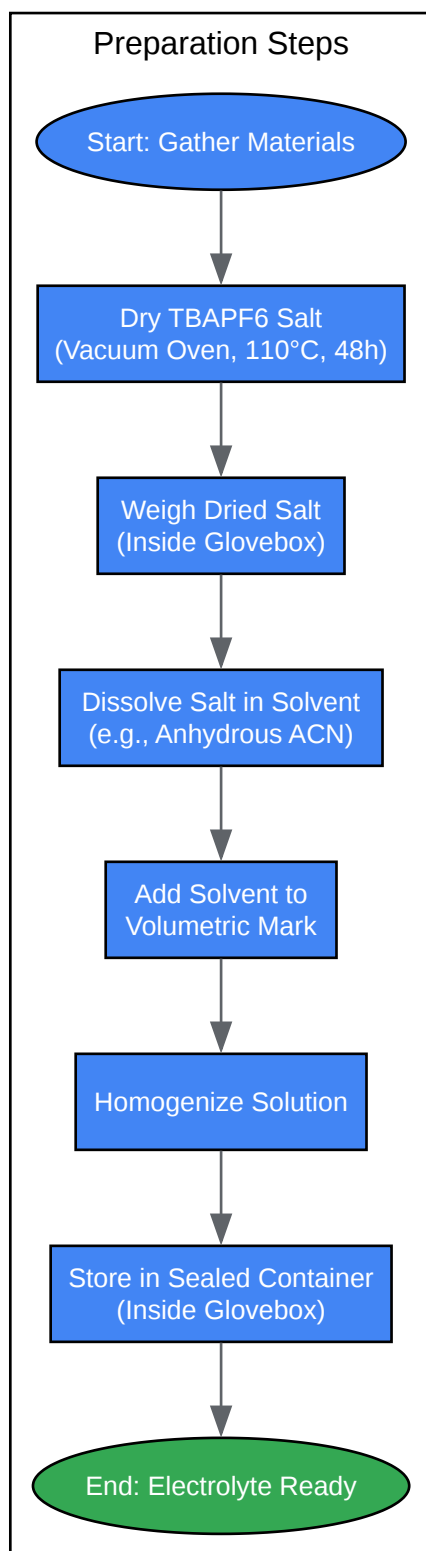 Preparation Steps
Start: Gather Materials
Dry TBAPF6 Salt
(Vacuum Oven, 110°C, 48h)
Weigh Dried Salt
(Inside Glovebox)
Dissolve Salt in Solvent
(e.g., Anhydrous ACN)
Add Solvent to
Volumetric Mark
Homogenize Solution
Store in Sealed Container
(Inside Glovebox)
End: Electrolyte Ready